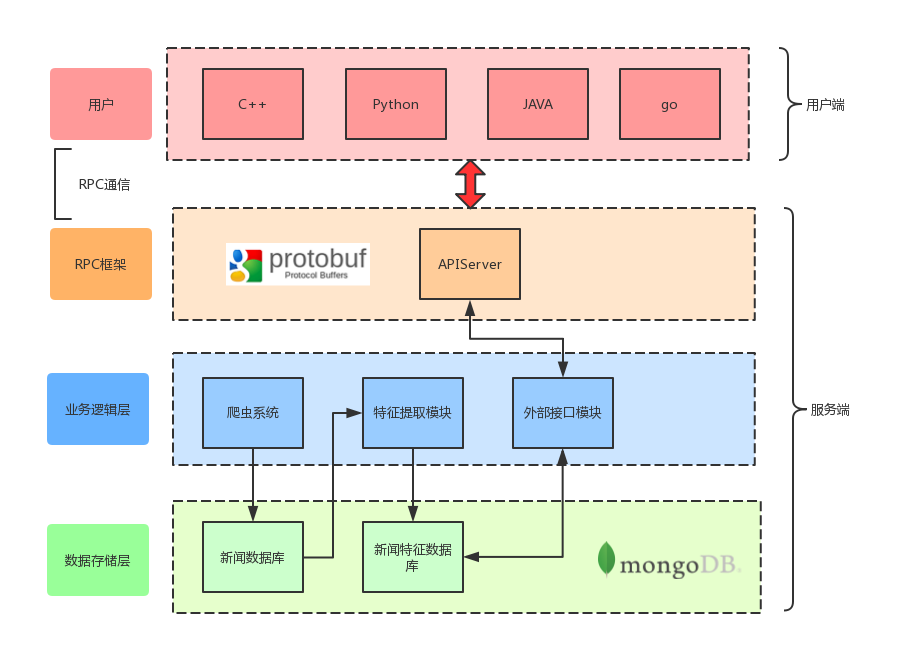 用户
C++
Python
JAVA
go
用户端
RPC通信
RPC框架
protobuf
Protocol Buffers
APIServer
业务逻辑层
爬虫系统
特征提取模块
外部接口模块
服务端
数据存储层
新闻数据库
新闻特征数据
库
mongoDB